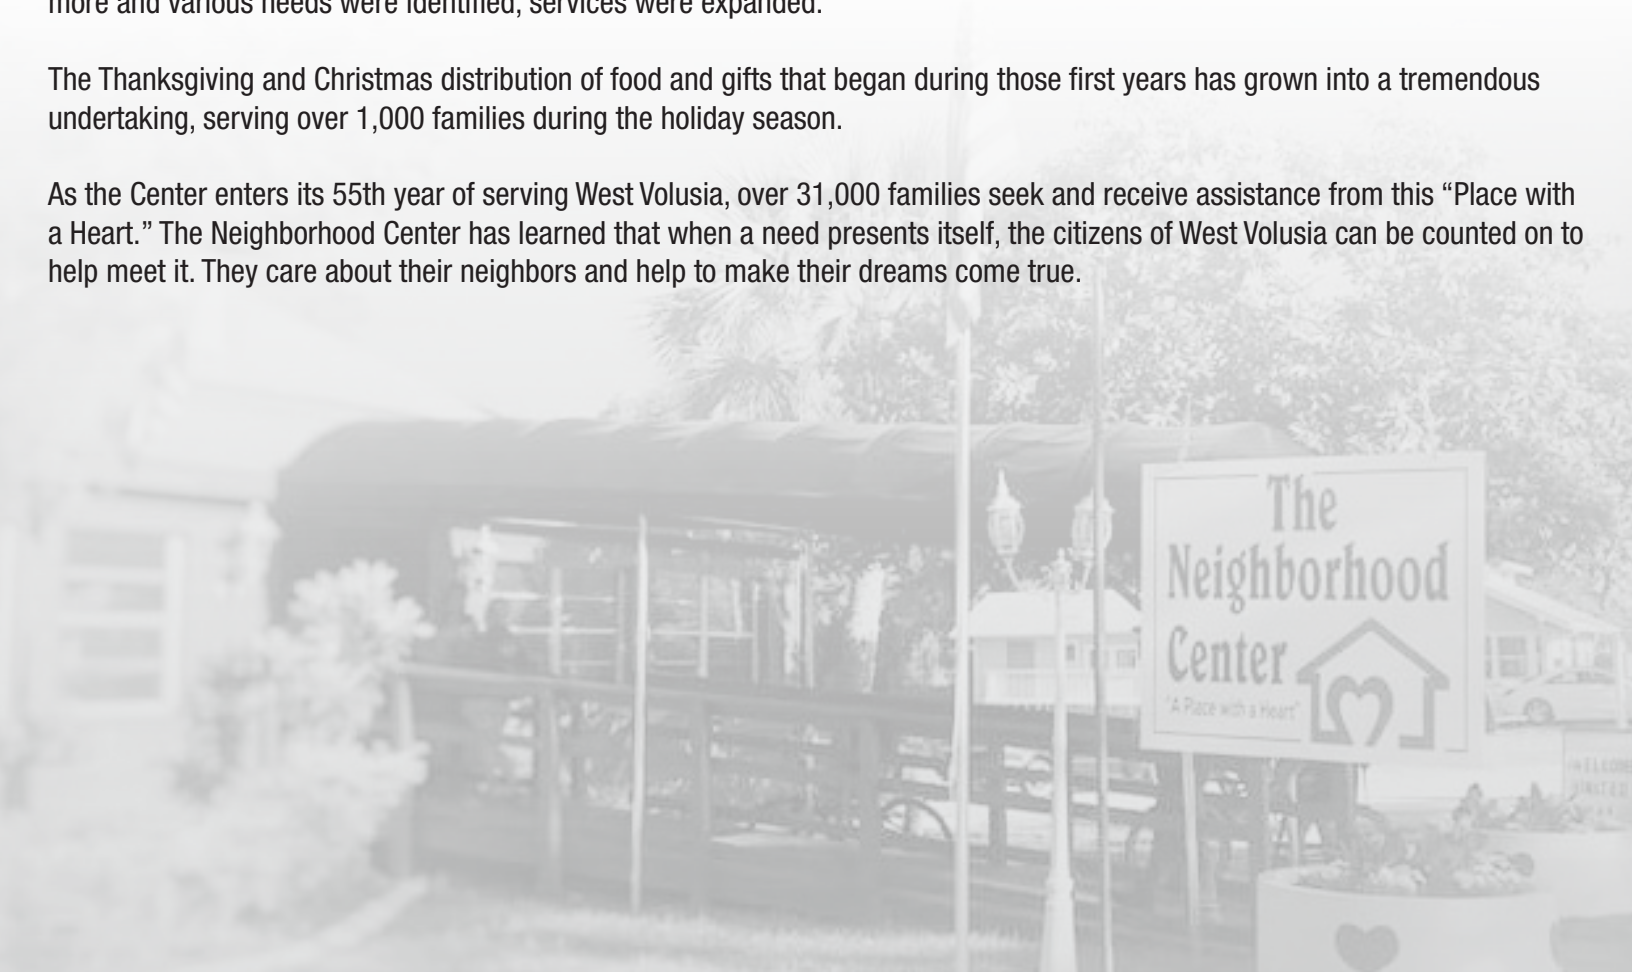 more and various needs were identified, services were expanded.
The Thanksgiving and Christmas distribution of food and gifts that began during those first years has grown into a tremendous
undertaking, serving over 1,000 families during the holiday season.
As the Center enters its 55th year of serving West Volusia, over 31,000 families seek and receive assistance from this “Place with
a Heart.” The Neighborhood Center has learned that when a need presents itself, the citizens of West Volusia can be counted on to
help meet it. They care about their neighbors and help to make their dreams come true.
The
Neighborhood
Center
"A Place with a Heart"
WELCOME
UNITED